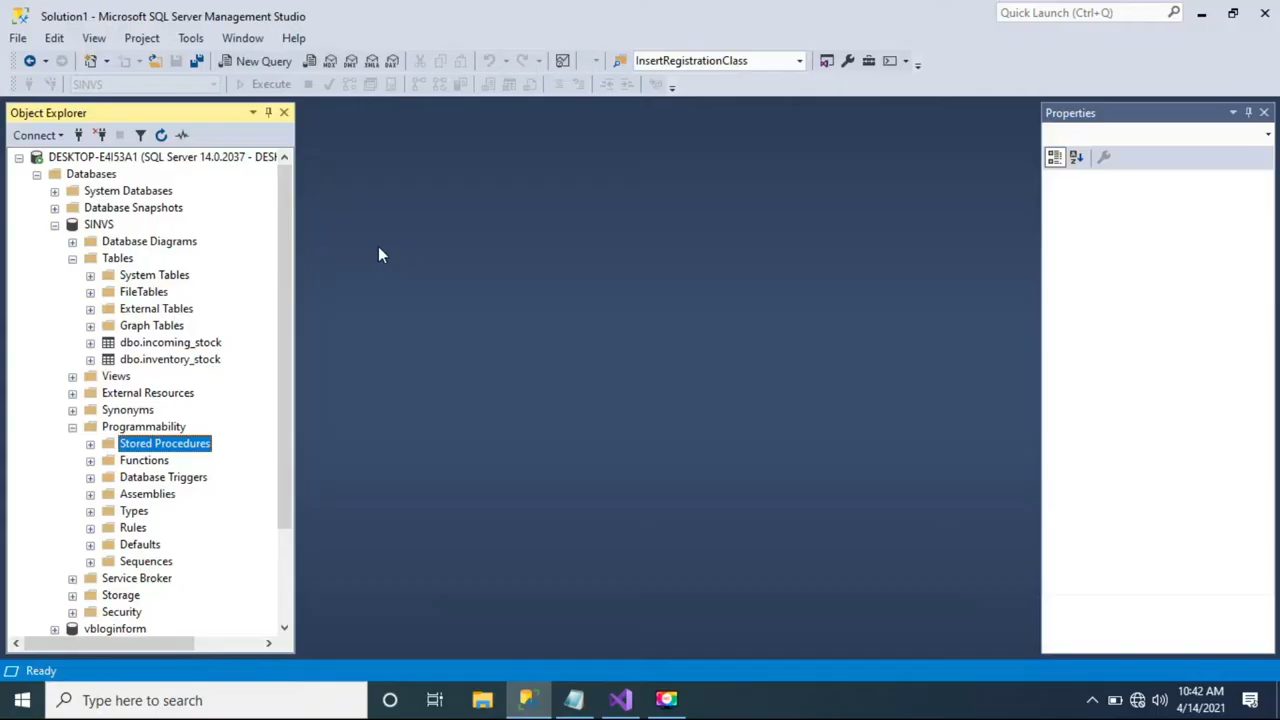 Solution1 - Microsoft SQL Server Management Studio
Quick Launch (Ctrl+Q)
File Edit View Project Tools Window Help
New Query
MDX DMX XMLA DAX
InsertRegistrationClass
SINVS
Execute
Object Explorer
Properties
Connect
DESKTOP-E4I53A1 (SQL Server 14.0.2037 - DESI
Databases
System Databases
Database Snapshots
SINVS
Database Diagrams
Tables
System Tables
FileTables
External Tables
Graph Tables
dbo.incoming_stock
dbo.inventory_stock
Views
External Resources
Synonyms
Programmability
Stored Procedures
Functions
Database Triggers
Assemblies
Types
Rules
Defaults
Sequences
Service Broker
Storage
Security
vbloginform
Ready
Type here to search
10:42 AM
4/14/2021